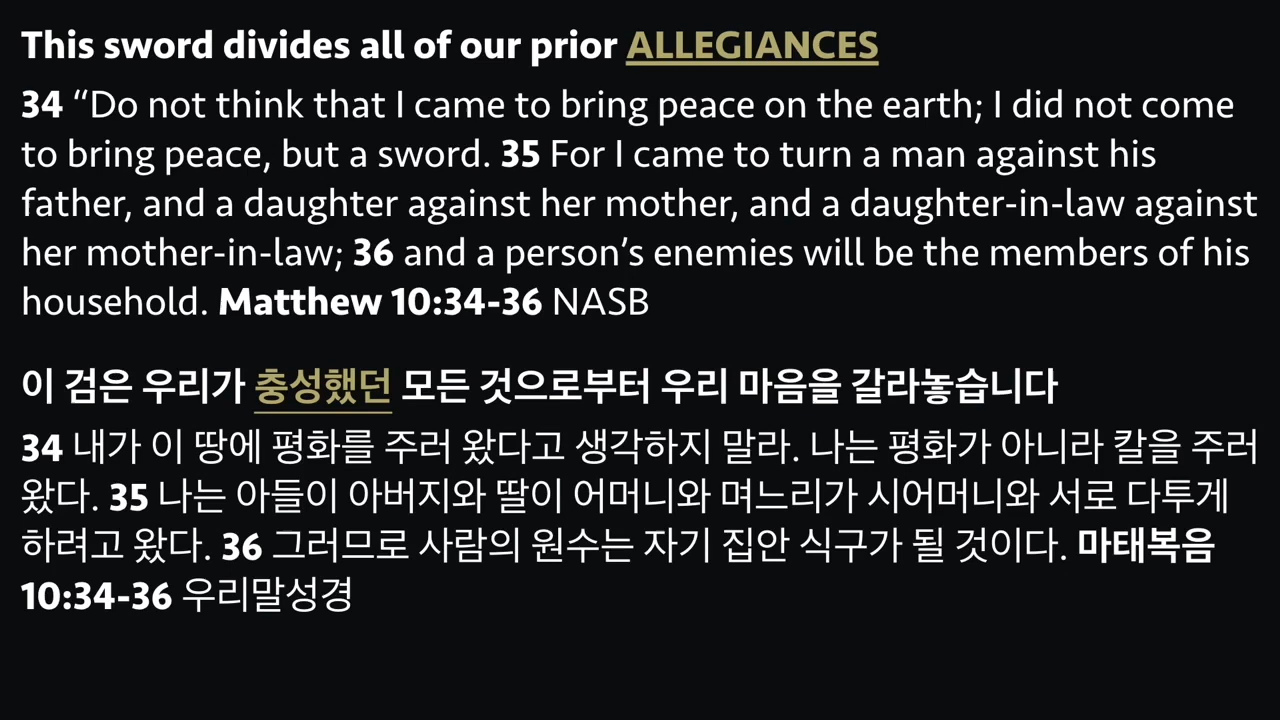 This sword divides all of our prior ALLEGIANCES
34 “Do not think that I came to bring peace on the earth; I did not come
to bring peace, but a sword. 35 For I came to turn a man against his
father, and a daughter against her mother, and a daughter-in-law against
her mother-in-law; 36 and a person’s enemies will be the members of his
household. Matthew 10:34-36 NASB
이 검은 우리가 충성했던 모든 것으로부터 우리 마음을 갈라놓습니다
34 내가 이 땅에 평화를 주러 왔다고 생각하지 말라. 나는 평화가 아니라 칼을 주러
왔다. 35 나는 아들이 아버지와 딸이 어머니와 며느리가 시어머니와 서로 다투게
하려고 왔다. 36 그러므로 사람의 원수는 자기 집안 식구가 될 것이다. 마태복음
10:34-36 우리말성경